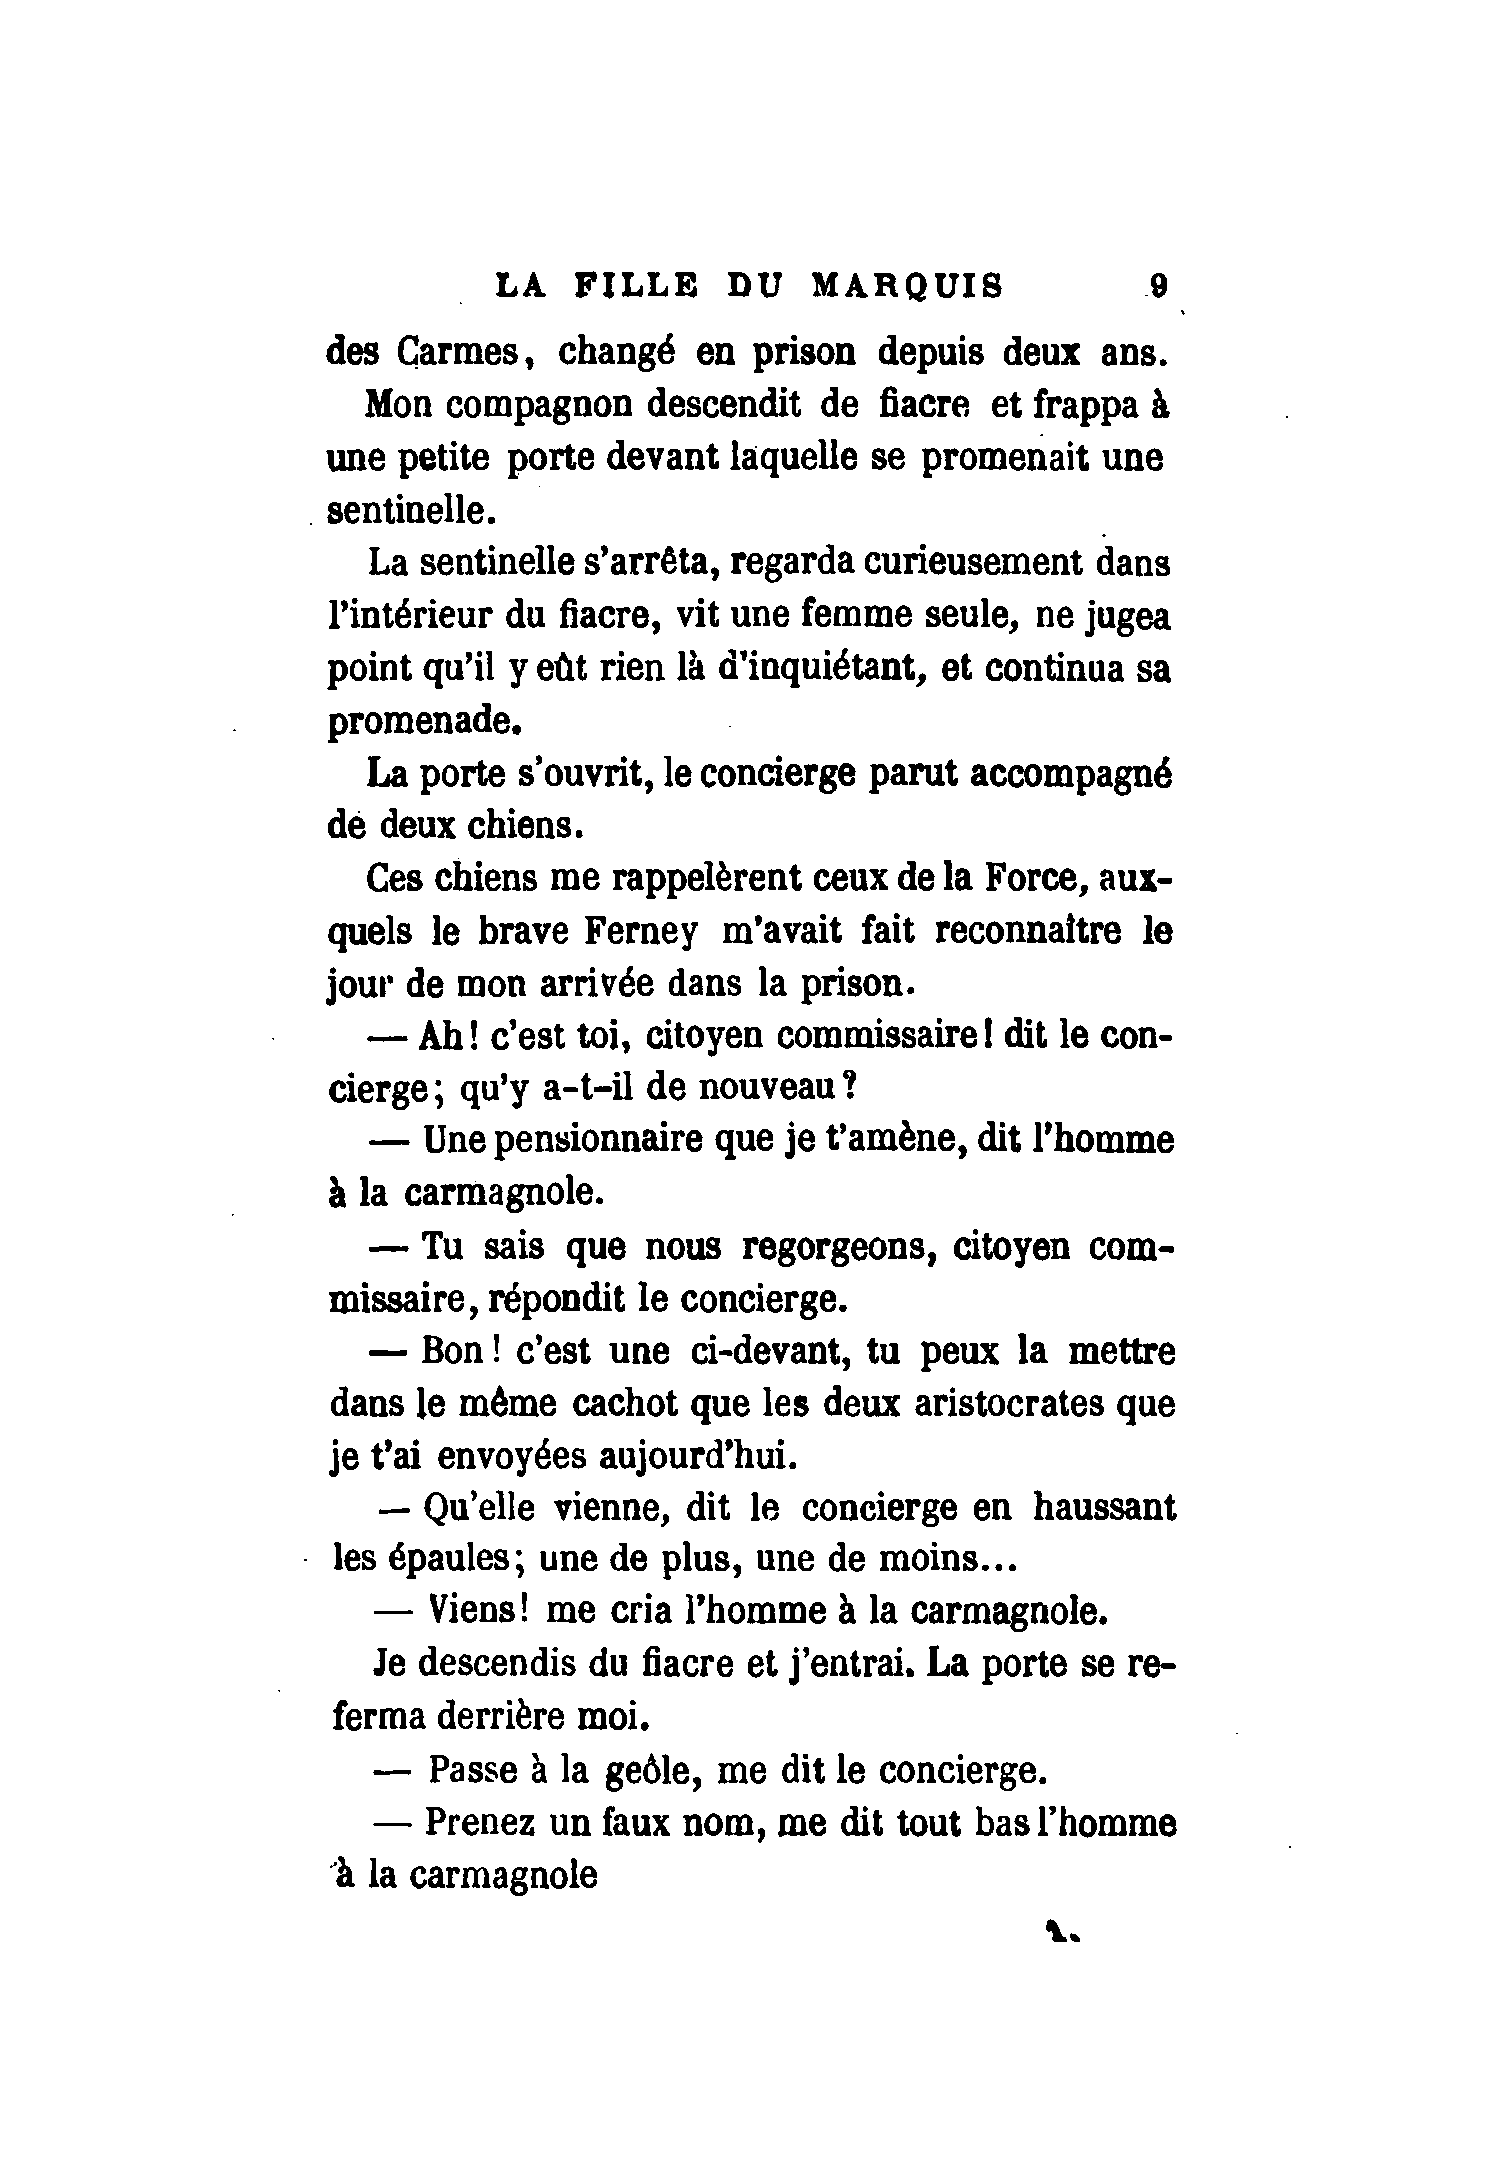 LA FILLE DU MARQUIS 9
des Carmes, changé en prison depuis deux ans.
Mon compagnon descendit de fiacre et frappa à
une petite porte devant laquelle se promenait une
sentinelle.
La sentinelle s'arrêta, regarda curieusement dans
l'intérieur du fiacre, vit une femme seule, ne jugea
point qu'il y eût rien là d'inquiétant, et continua sa
promenade.
La porte s'ouvrit, le concierge parut accompagné
de deux chiens.
Ces chiens me rappelèrent ceux de la Force, aux-
quels le brave Ferney m'avait fait reconnaître le
jour de mon arrivée dans la prison.
— Ah! c'est toi, citoyen commissaire! dit le con-
cierge; qu'y a-t-il de nouveau?
— Une pensionnaire que je t'amène, dit l'homme
à la carmagnole.
— Tu sais que nous regorgeons, citoyen com-
missaire, répondit le concierge.
— Bon! c'est une ci-devant, tu peux la mettre
dans le même cachot que les deux aristocrates que
je t'ai envoyées aujourd'hui.
— Qu'elle vienne, dit le concierge en haussant
les épaules; une de plus, une de moins...
— Viens! me cria l'homme à la carmagnole.
Je descendis du fiacre et j'entrai. La porte se re-
ferma derrière moi.
— Passe à la geôle, me dit le concierge.
— Prenez un faux nom, me dit tout bas l'homme
à la carmagnole